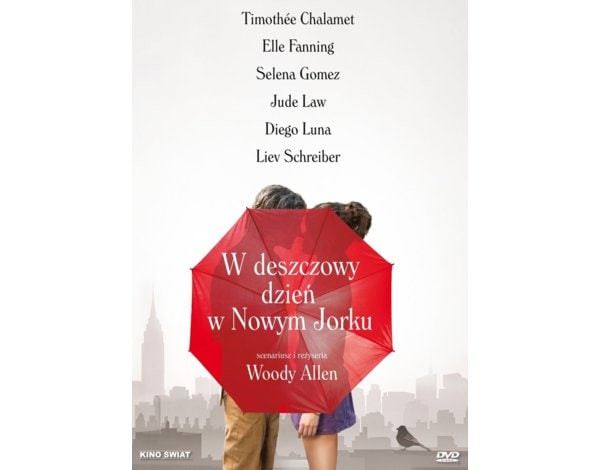 Timothée Chalamet
Elle Fanning
Selena Gomez
Jude Law
Diego Luna
Liev Schreiber
W deszczowy
dzień
w Nowym Jorku
scenariusz i reżyseria
Woody Allen
KINO ŚWIAT
DVD